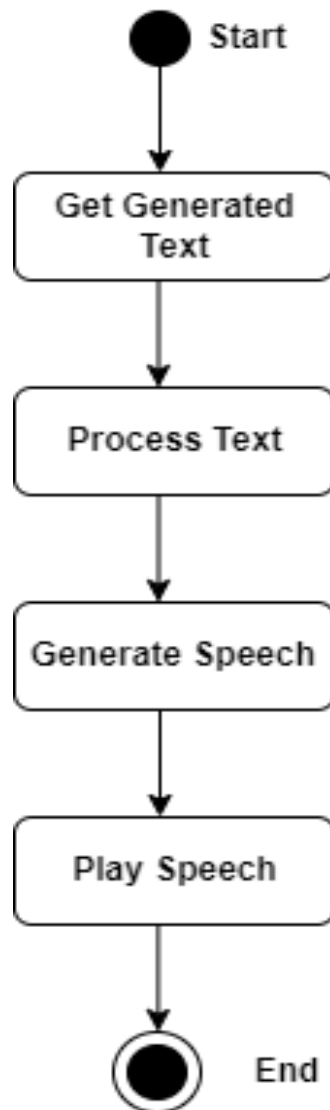 Start
Get Generated
Text
Process Text
Generate Speech
Play Speech
End